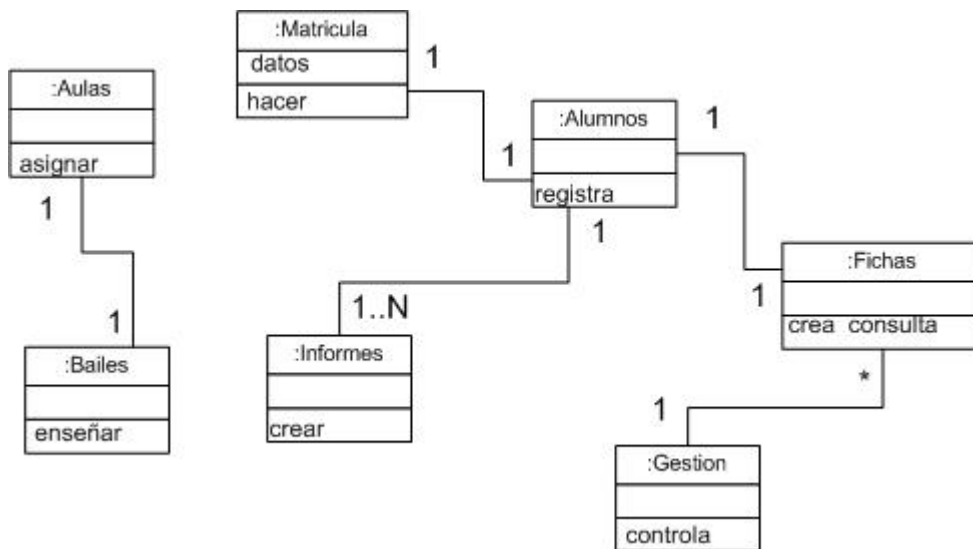 :Matricula
datos
hacer
1
:Aulas
asignar
1
:Alumnos
registra
1
1
1
:Fichas
crea consulta
1
*
1..N
:Informes
crear
1
:Bailes
enseñar
1
:Gestion
controla